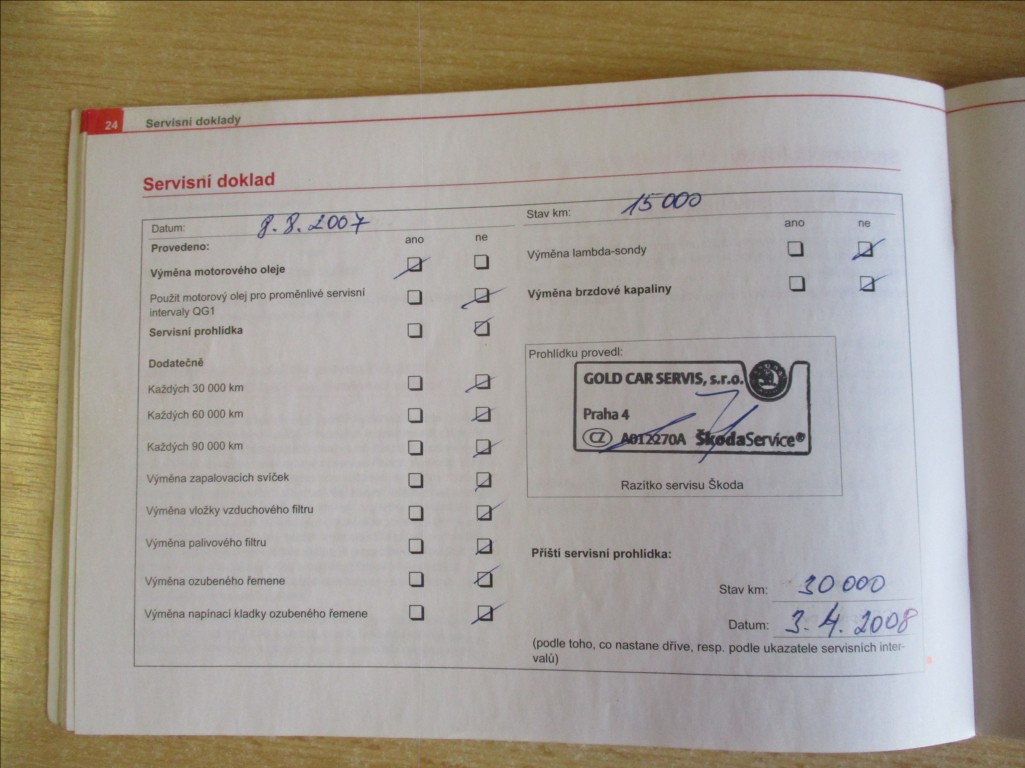 24 Servisní doklady
Servisní doklad
Datum: 8.8.2007
Stav km: 15 000
Provedeno: ano ne
ano ne
Výměna motorového oleje
Použit motorový olej pro proměnlivé servisní
intervaly QG1
Servisní prohlídka
Dodatečně
Každých 30 000 km
Každých 60 000 km
Každých 90 000 km
Výměna zapalovacích svíček
Výměna vložky vzduchového filtru
Výměna palivového filtru
Výměna ozubeného řemene
Výměna napínací kladky ozubeného řemene
Výměna lambda-sondy
Výměna brzdové kapaliny
Prohlídku provedl:
GOLD CAR SERVIS, s.r.o.
Praha 4
CZ A012270A ŠkodaService®
Razítko servisu Škoda
Příští servisní prohlídka:
Stav km: 30 000
Datum: 3.4.2008
(podle toho, co nastane dříve, resp. podle ukazatele servisních inter-
valů)